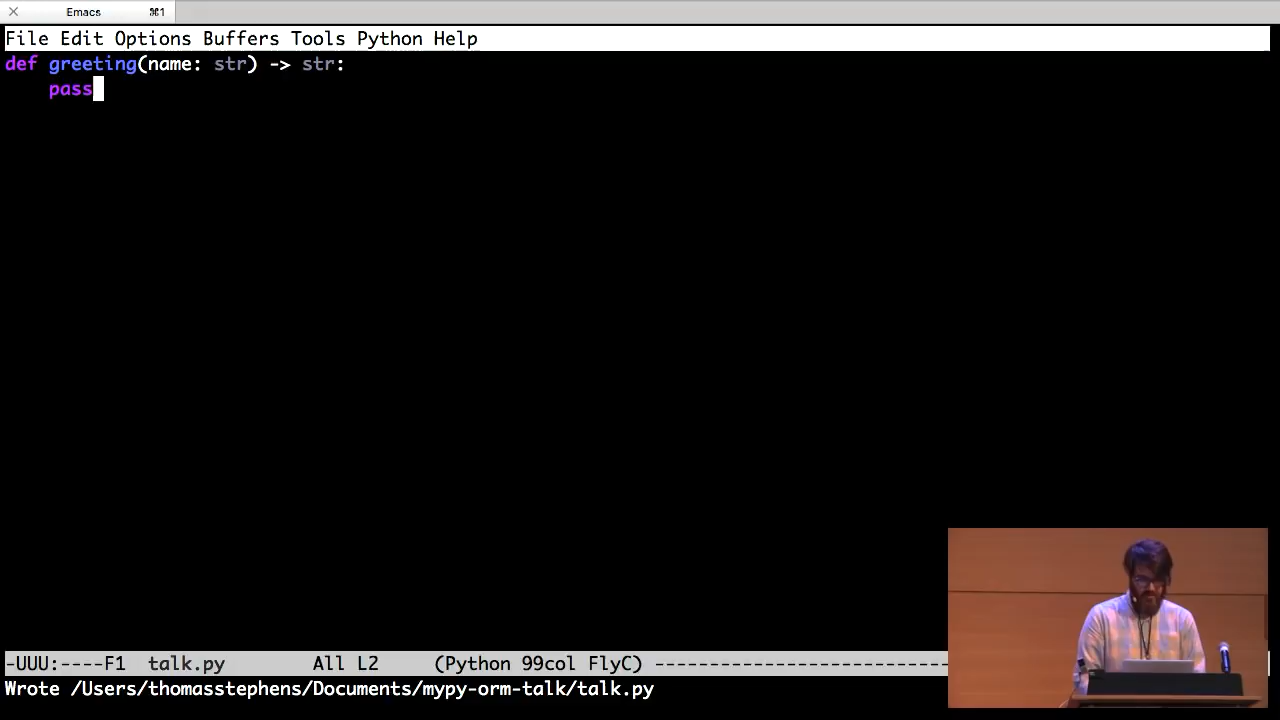 Emacs ⌘1
File Edit Options Buffers Tools Python Help
def greeting(name: str) -> str:
    pass
-UUU:----F1  talk.py        All L2     (Python 99col FlyC) ---------------------------
Wrote /Users/thomasstephens/Documents/mypy-orm-talk/talk.py